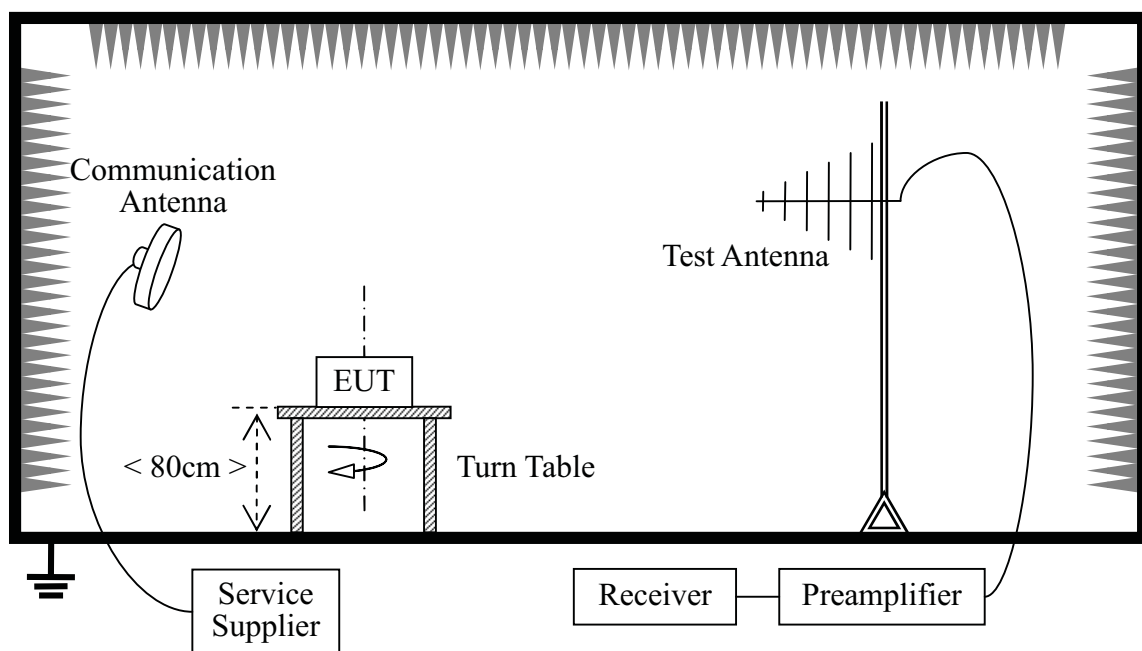 Communication
Antenna
Test Antenna
EUT
< 80cm >
Turn Table
Service
Supplier
Receiver
Preamplifier